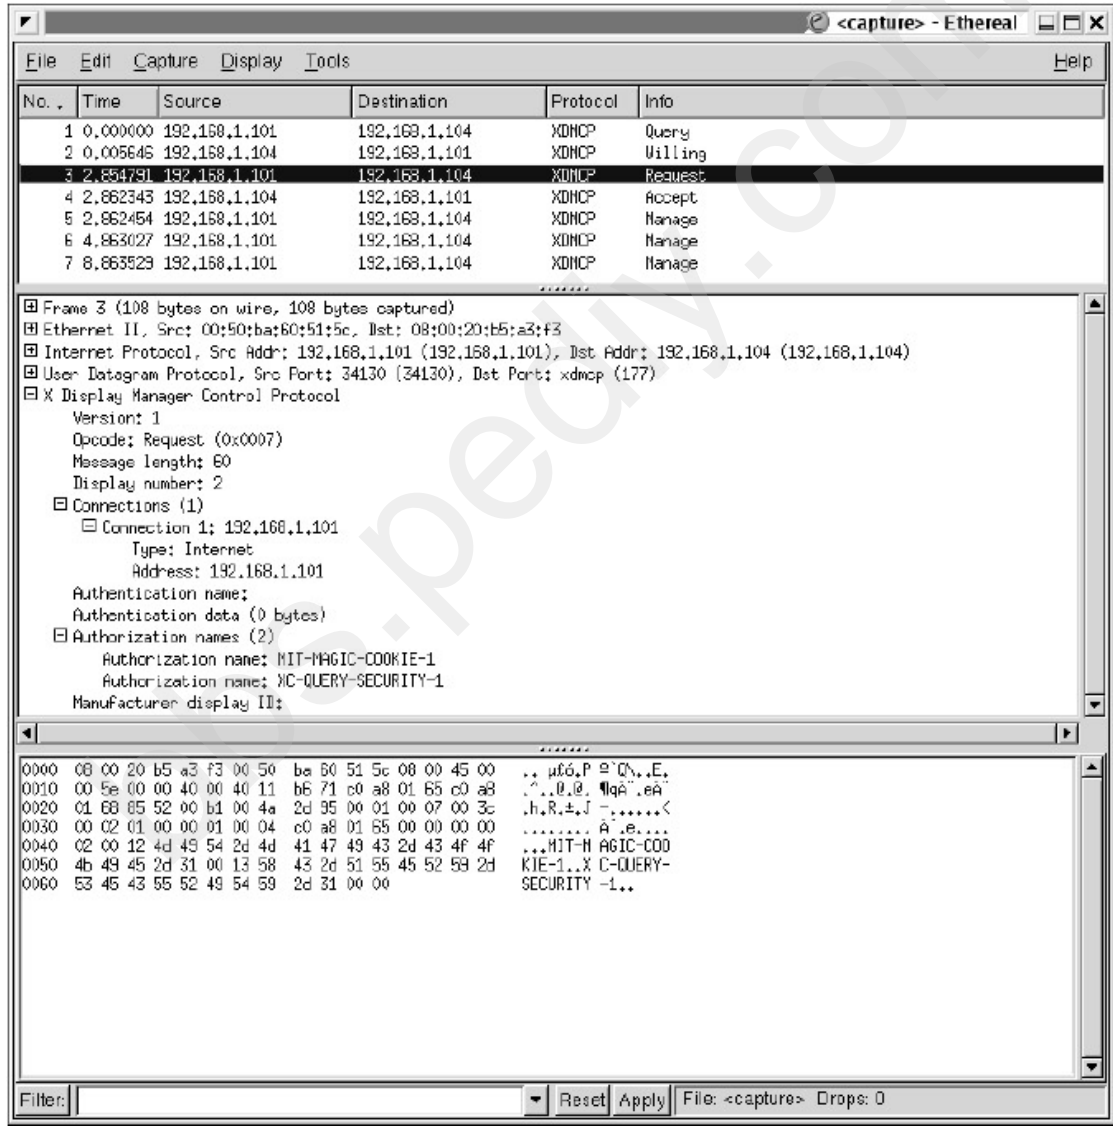 <capture> - Ethereal
File Edit Capture Display Tools Help
No. Time Source Destination Protocol Info
1 0.000000 192.168.1.101 192.168.1.104 XDMCP Query
2 0.005646 192.168.1.104 192.168.1.101 XDMCP Willing
3 2.854791 192.168.1.101 192.168.1.104 XDMCP Request
4 2.862343 192.168.1.104 192.168.1.101 XDMCP Accept
5 2.862454 192.168.1.101 192.168.1.104 XDMCP Manage
6 4.863027 192.168.1.101 192.168.1.104 XDMCP Manage
7 8.863529 192.168.1.101 192.168.1.104 XDMCP Manage
Frame 3 (108 bytes on wire, 108 bytes captured)
Ethernet II, Src: 00:50:ba:60:51:5c, Dst: 08:00:20:b5:a3:f3
Internet Protocol, Src Addr: 192.168.1.101 (192.168.1.101), Dst Addr: 192.168.1.104 (192.168.1.104)
User Datagram Protocol, Src Port: 34130 (34130), Dst Port: xdmcp (177)
X Display Manager Control Protocol
Version: 1
Opcode: Request (0x0007)
Message length: 60
Display number: 2
Connections (1)
Connection 1: 192.168.1.101
Type: Internet
Address: 192.168.1.101
Authentication name:
Authentication data (0 bytes)
Authorization names (2)
Authorization name: MIT-MAGIC-COOKIE-1
Authorization name: XC-QUERY-SECURITY-1
Manufacturer display ID:
0000 08 00 20 b5 a3 f3 00 50 ba 60 51 5c 08 00 45 00 .. µ£ó.P º`Q\..E.
0010 00 5e 00 00 40 00 40 11 b6 71 c0 a8 01 65 c0 a8 .^..@.@. ¶qÀ¨.eÀ¨
0020 01 68 85 52 00 b1 00 4a 2d 95 00 01 00 07 00 3c .h.R.±.J -......<
0030 00 02 01 00 00 01 00 04 c0 a8 01 65 00 00 00 00 ........ À¨.e....
0040 02 00 12 4d 49 54 2d 4d 41 47 49 43 2d 43 4f 4f ...MIT-M AGIC-COO
0050 4b 49 45 2d 31 00 13 58 43 2d 51 55 45 52 59 2d KIE-1..X C-QUERY-
0060 53 45 43 55 52 49 54 59 2d 31 00 00 SECURITY -1..
Filter: Reset Apply File: <capture> Drops: 0
bbs.pediy.com